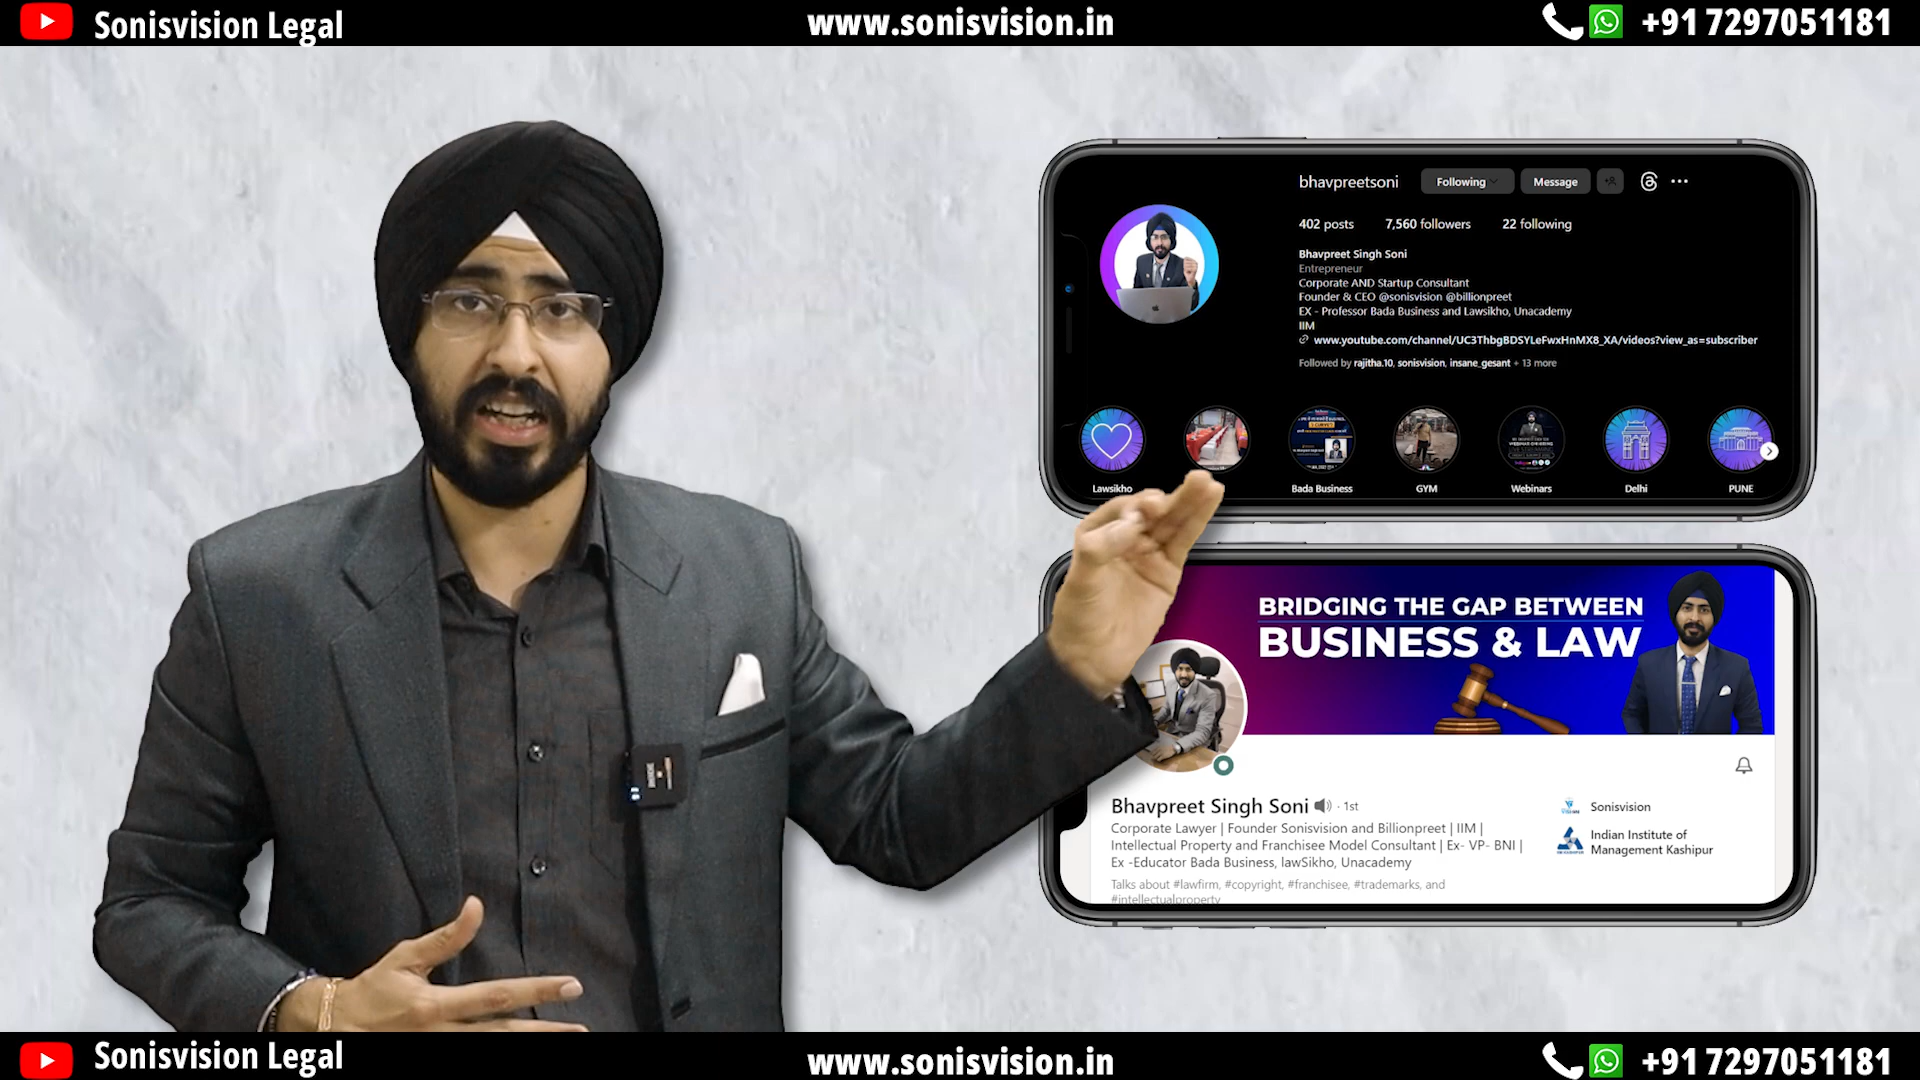 Sonisvision Legal
www.sonisvision.in
+91 7297051181
bhavpreetsoni
Following
Message
402 posts
7,560 followers
22 following
Bhavpreet Singh Soni
Entrepreneur
Corporate AND Startup Consultant
Founder & CEO @sonisvision @billionpreet
EX - Professor Bada Business and Lawsikho, Unacademy
IIM
www.youtube.com/channel/UC3ThbgBDSYLeFwxHnMX8_XA/videos?view_as=subscriber
Followed by rajitha.10, sonisvision, insane_gesant + 13 more
Lawsikho
Bada Business
GYM
Webinars
Delhi
PUNE
BRIDGING THE GAP BETWEEN
BUSINESS & LAW
Bhavpreet Singh Soni · 1st
Corporate Lawyer | Founder Sonisvision and Billionpreet | IIM |
Intellectual Property and Franchisee Model Consultant | Ex- VP- BNI |
Ex -Educator Bada Business, lawSikho, Unacademy
Talks about #lawfirm, #copyright, #franchisee, #trademarks, and
#intellectualproperty
Sonisvision
Indian Institute of
Management Kashipur
Sonisvision Legal
www.sonisvision.in
+91 7297051181